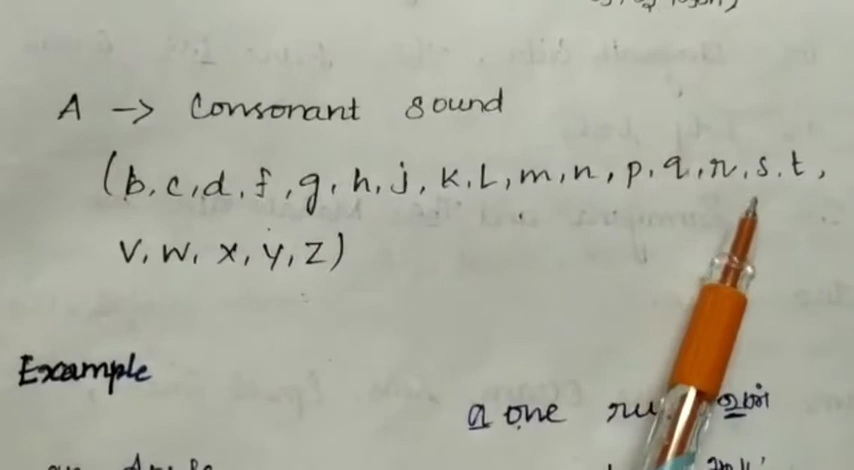 A → Consonant sound
(b, c, d, f, g, h, j, k, L, m, n, p, q, r, s, t,
v, w, x, y, z)
Example
a one